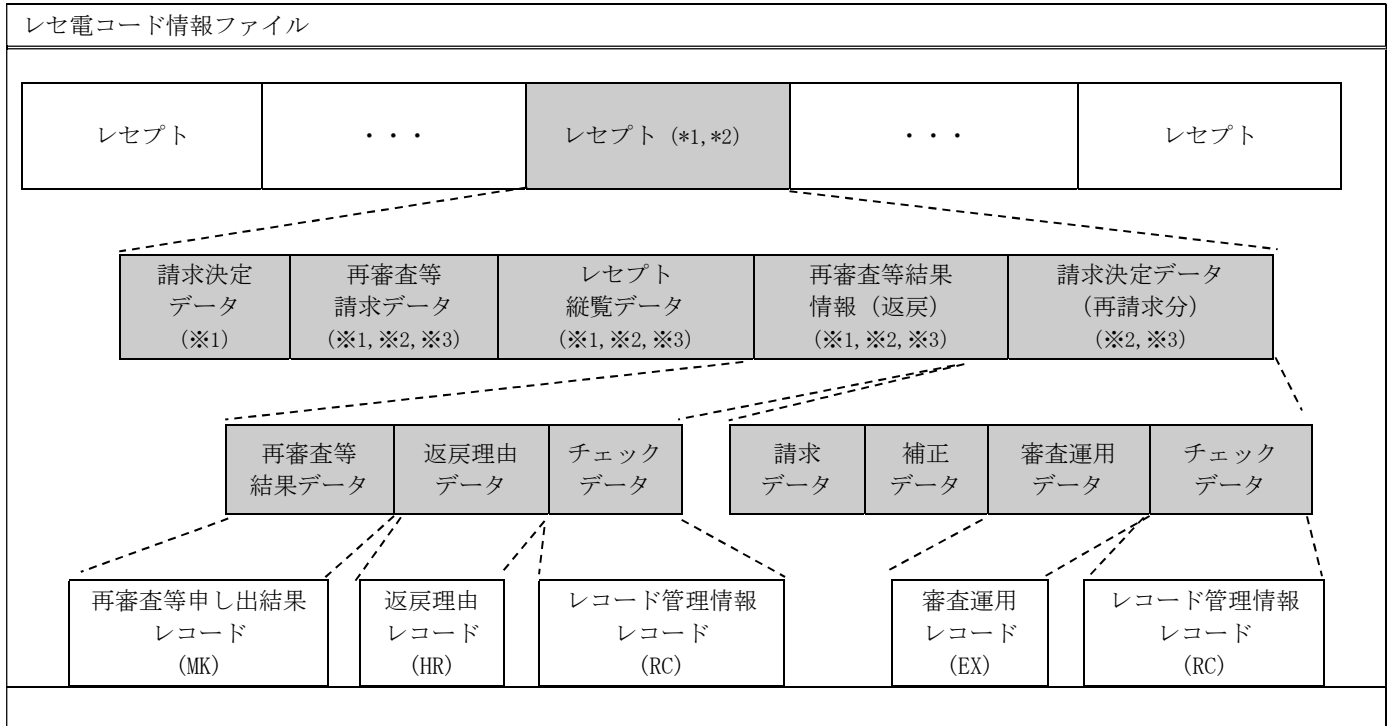 レセ電コード情報ファイル
レセプト
・・・
レセプト (*1,*2)
・・・
レセプト
請求決定
データ
(※1)
再審査等
請求データ
(※1,※2,※3)
レセプト
縦覧データ
(※1,※2,※3)
再審査等結果
情報（返戻）
(※1,※2,※3)
請求決定データ
(再請求分)
(※2,※3)
再審査等
結果データ
返戻理由
データ
チェック
データ
請求
データ
補正
データ
審査運用
データ
チェック
データ
再審査等申し出結果
レコード
(MK)
返戻理由
レコード
(HR)
レコード管理情報
レコード
(RC)
審査運用
レコード
(EX)
レコード管理情報
レコード
(RC)